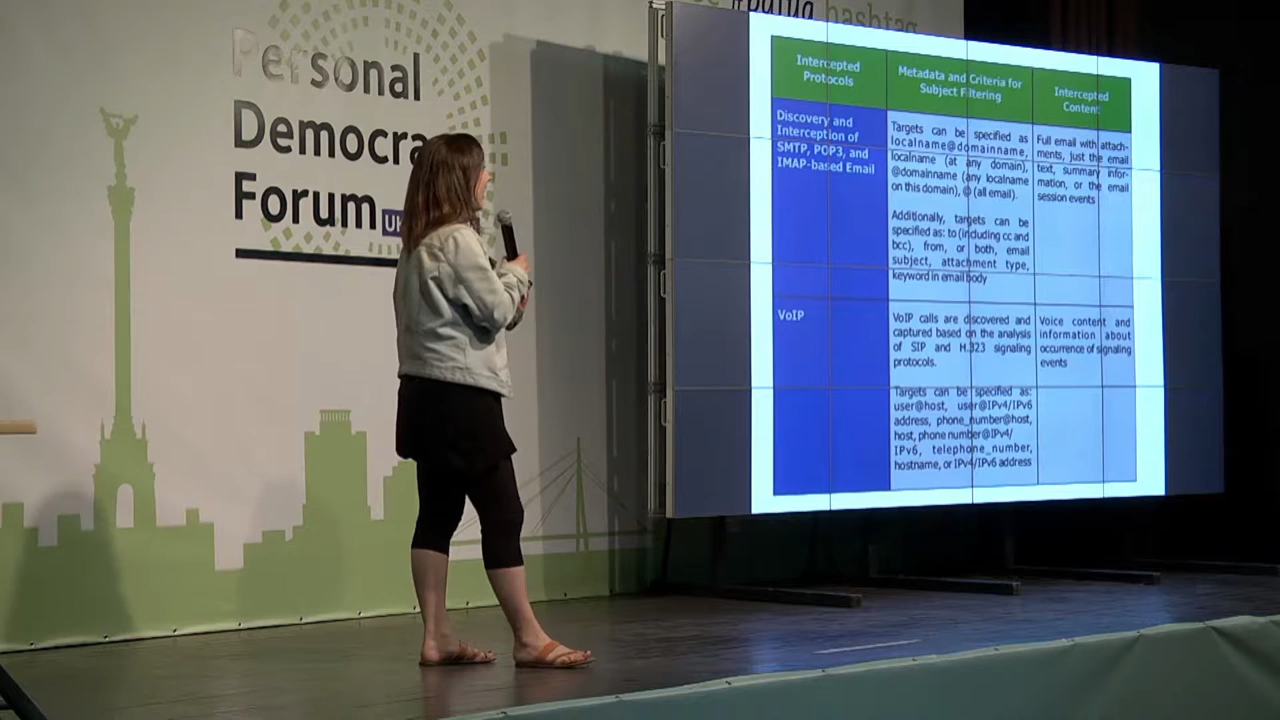 #pdfua hashtag
Personal
Democra
Forum
Intercepted
Protocols
Metadata and Criteria for
Subject Filtering
Intercepted
Content
Discovery and
Interception of
SMTP, POP3, and
IMAP-based Email
Targets can be specified as
localname@domainname,
localname (at any domain),
@domainname (any localname
on this domain), @ (all email).
Additionally, targets can be
specified as: to (including cc and
bcc), from, or both, email
subject, attachment type,
keyword in email body
Full email with attach-
ments, just the email
text, summary infor-
mation, or the email
session events
VoIP
VoIP calls are discovered and
captured based on the analysis
of SIP and H.323 signaling
protocols.
Targets can be specified as:
user@host, user@IPv4/IPv6
address, phone_number@host,
host, phone number@IPv4/
IPv6, telephone_number,
hostname, or IPv4/IPv6 address
Voice content and
information about
occurrence of signaling
events